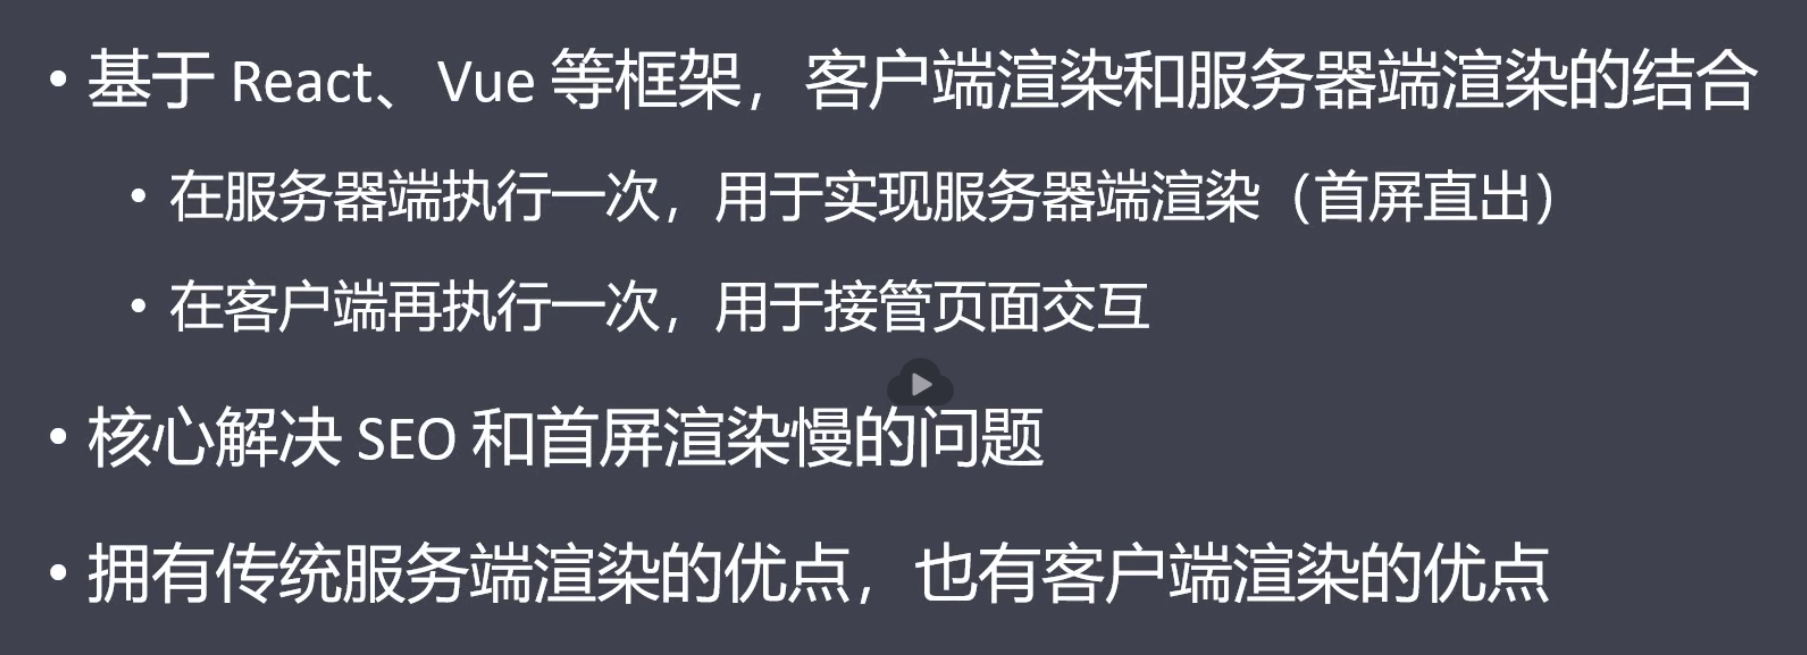 • 基于 React、Vue 等框架，客户端渲染和服务器端渲染的结合
• 在服务器端执行一次，用于实现服务器端渲染（首屏直出）
• 在客户端再执行一次，用于接管页面交互
• 核心解决 SEO 和首屏渲染慢的问题
• 拥有传统服务端渲染的优点，也有客户端渲染的优点